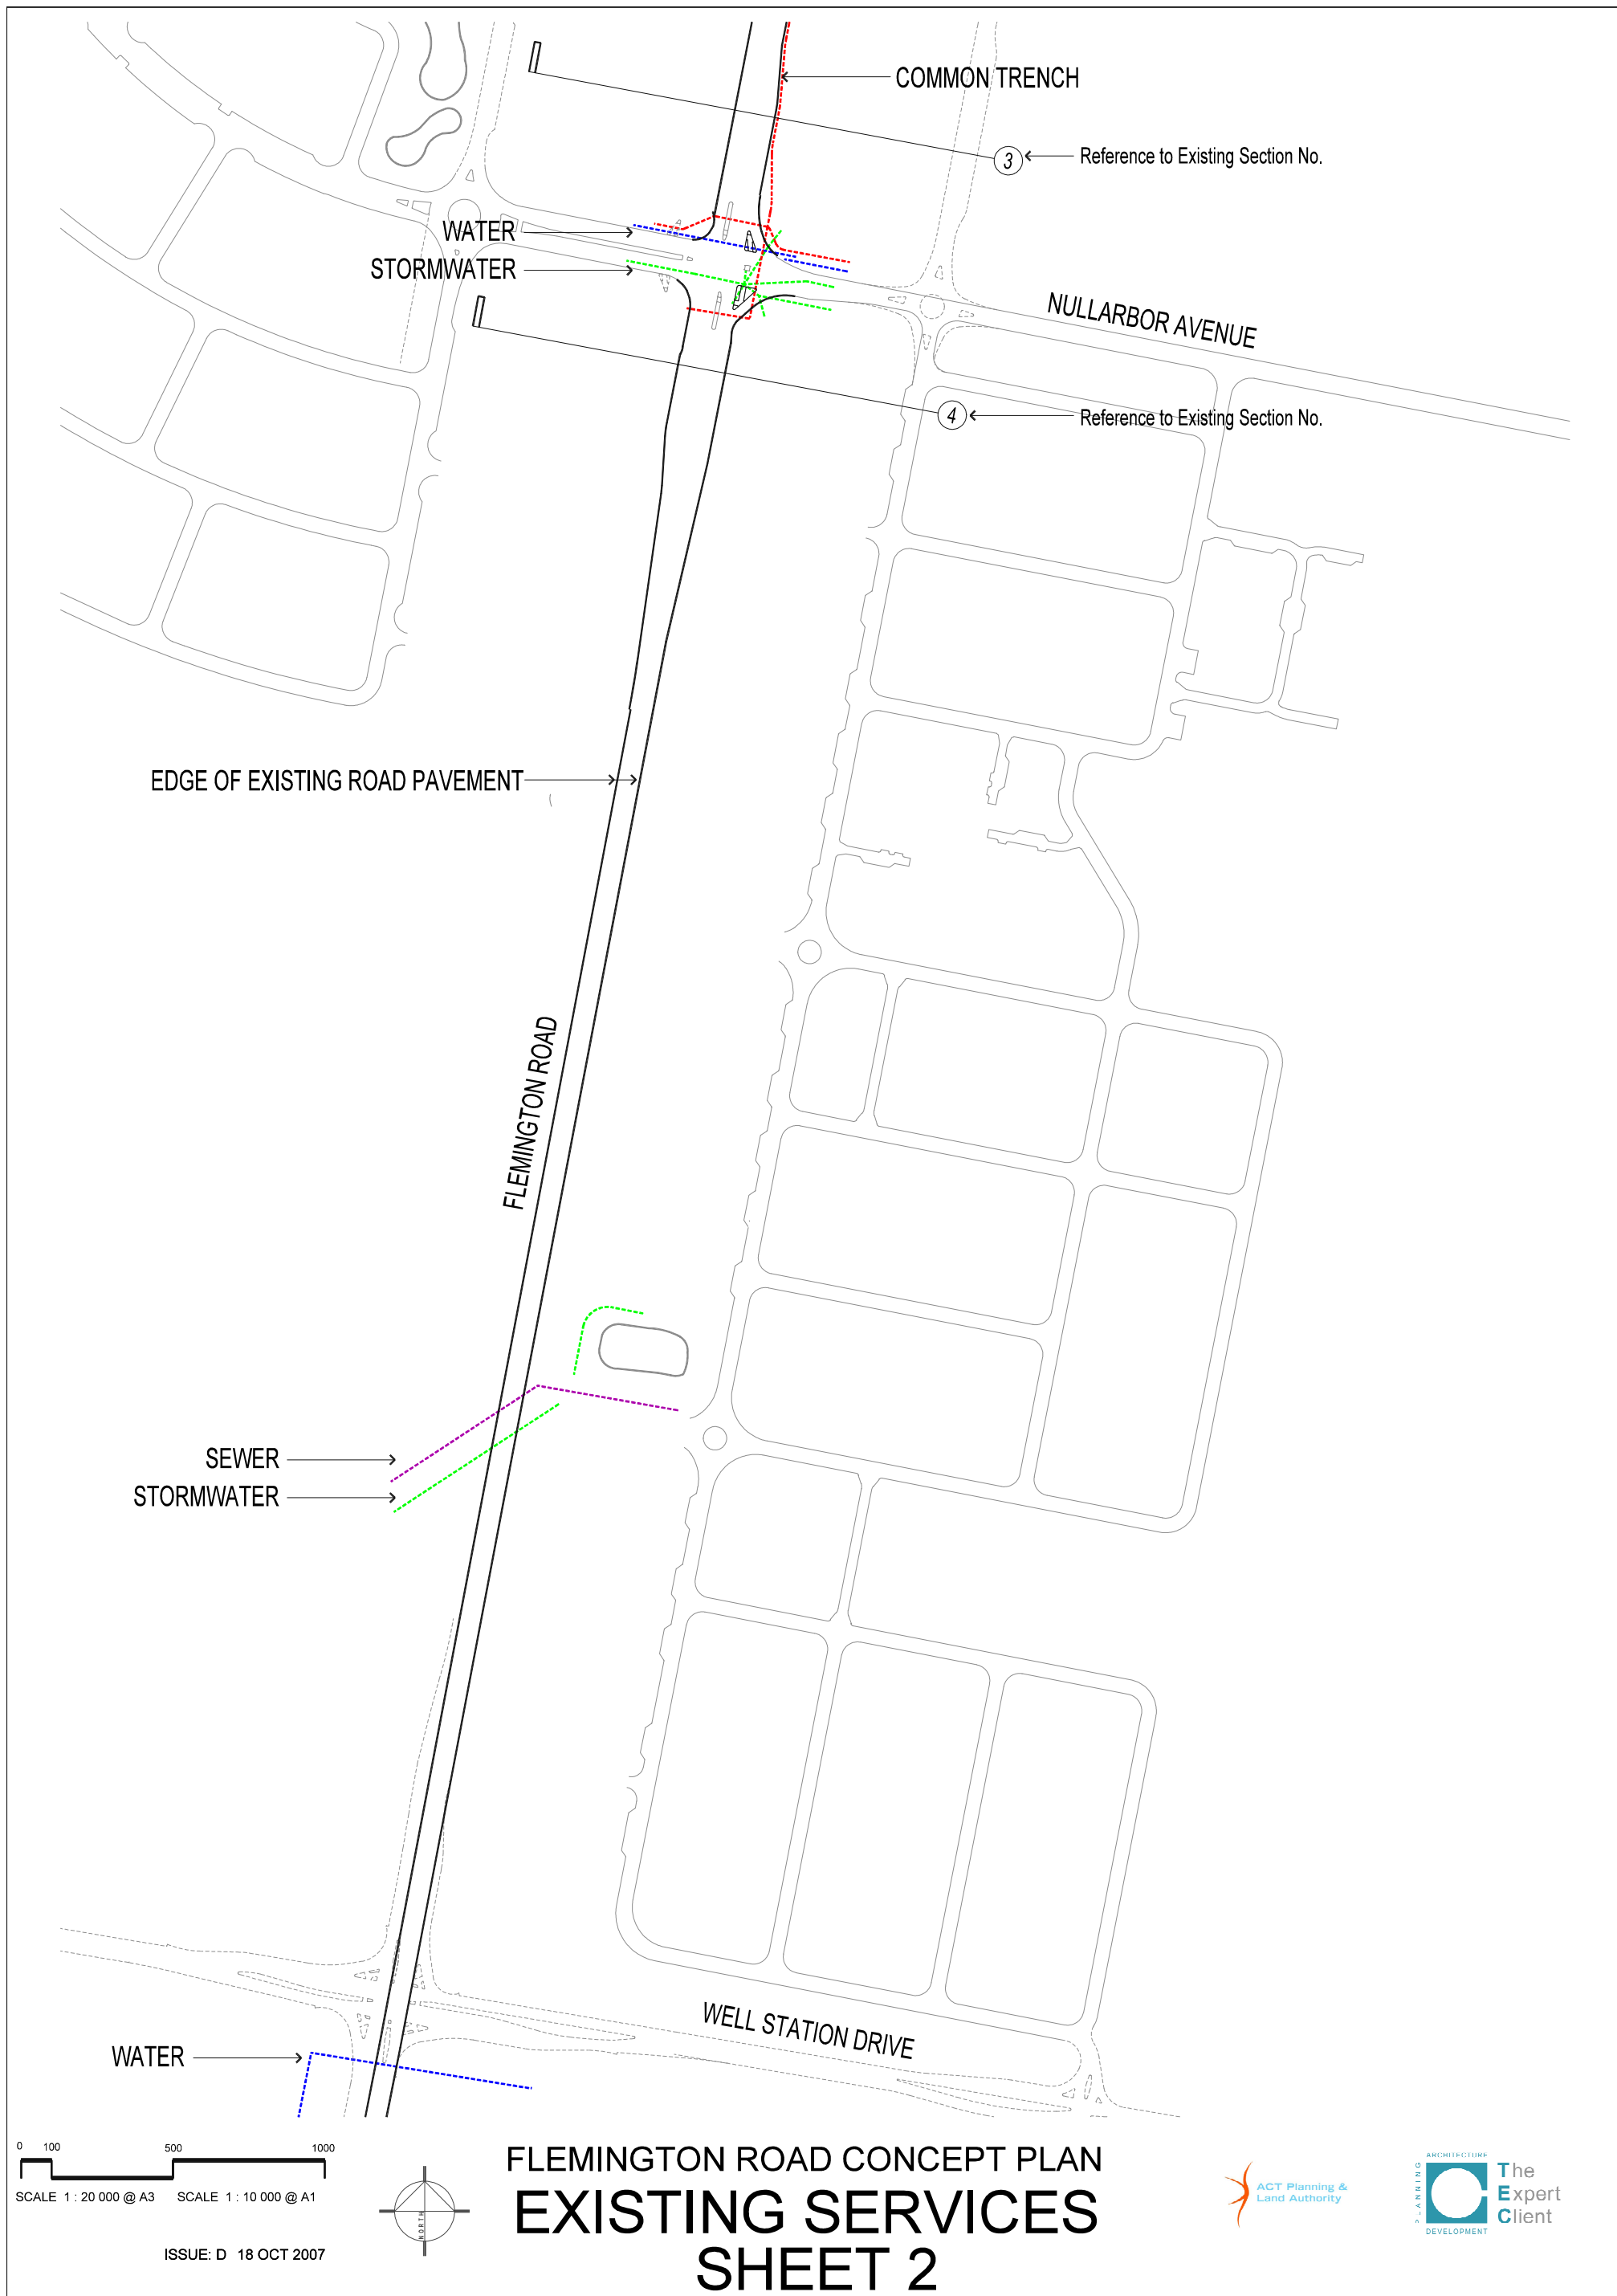 COMMON TRENCH
3 Reference to Existing Section No.
WATER
STORMWATER
NULLARBOR AVENUE
4 Reference to Existing Section No.
EDGE OF EXISTING ROAD PAVEMENT
FLEMINGTON ROAD
SEWER
STORMWATER
WELL STATION DRIVE
WATER
0 100 500 1000
SCALE 1 : 20 000 @ A3 SCALE 1 : 10 000 @ A1
NORTH
ISSUE: D 18 OCT 2007
FLEMINGTON ROAD CONCEPT PLAN
EXISTING SERVICES
SHEET 2
ACT Planning &
Land Authority
ARCHITECTURE
PLANNING
DEVELOPMENT
The
Expert
Client